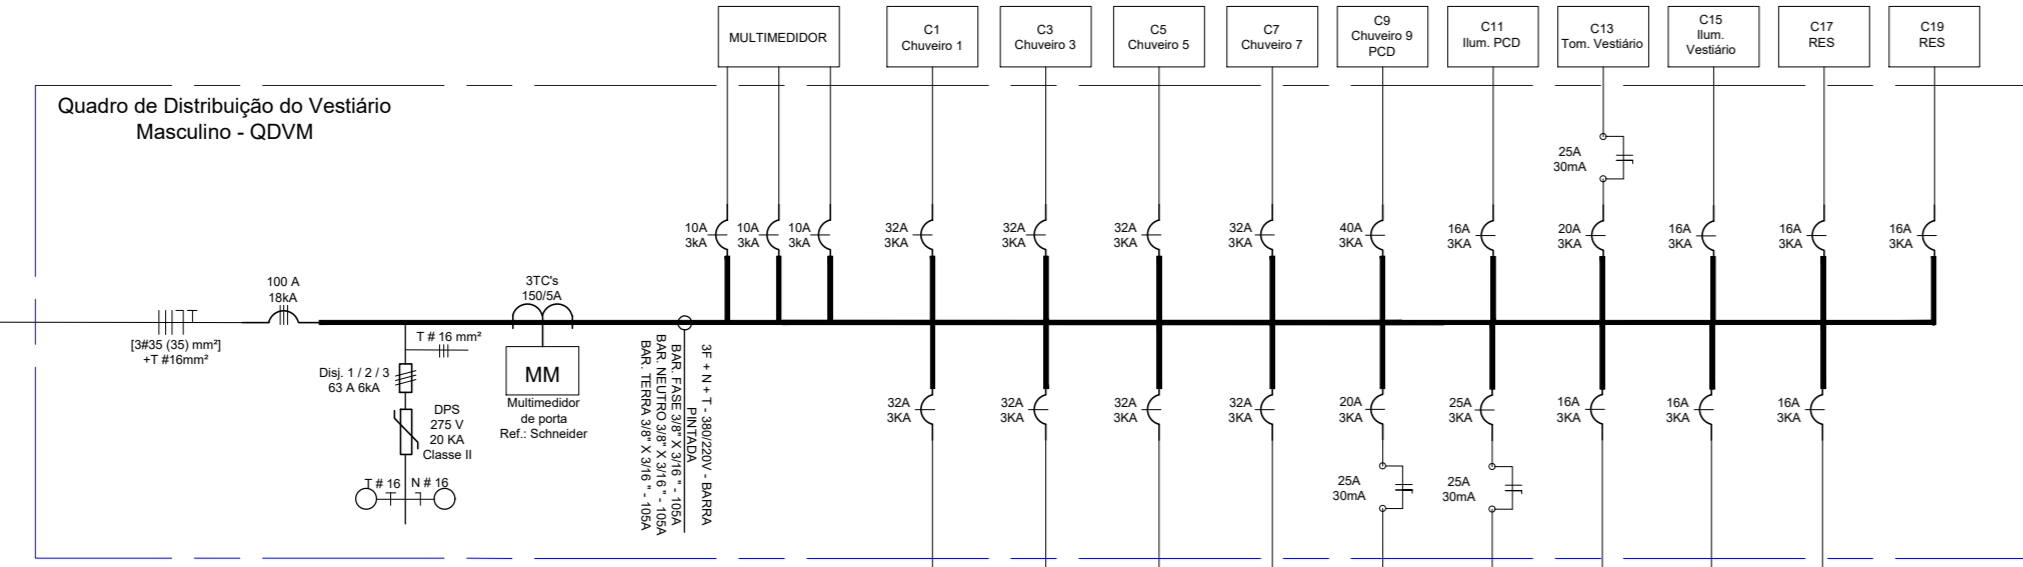 MULTIMEDIDOR
C1
Chuveiro 1
C3
Chuveiro 3
C5
Chuveiro 5
C7
Chuveiro 7
C9
Chuveiro 9
PCD
C11
Ilum. PCD
C13
Tom. Vestiário
C15
Ilum.
Vestiário
C17
RES
C19
RES
Quadro de Distribuição do Vestiário
Masculino - QDVM
25A
30mA
10A
3kA
10A
3kA
10A
3kA
32A
3KA
32A
3KA
32A
3KA
32A
3KA
40A
3KA
16A
3KA
20A
3KA
16A
3KA
16A
3KA
16A
3KA
100 A
18kA
3TC's
150/5A
T
[3#35 (35) mm²]
+T #16mm²
T # 16 mm²
Disj. 1 / 2 / 3
63 A 6kA
MM
Multimedidor
de porta
Ref.: Schneider
DPS
275 V
20 KA
Classe II
T # 16
N # 16
3F + N + T - 380/220V - BARRA
PINTADA
BAR. FASE 3/8" X 3/16 " - 105A
BAR. NEUTRO 3/8" X 3/16 " - 105A
BAR. TERRA 3/8" X 3/16 " - 105A
32A
3KA
32A
3KA
32A
3KA
32A
3KA
20A
3KA
25A
3KA
16A
3KA
16A
3KA
16A
3KA
25A
30mA
25A
30mA